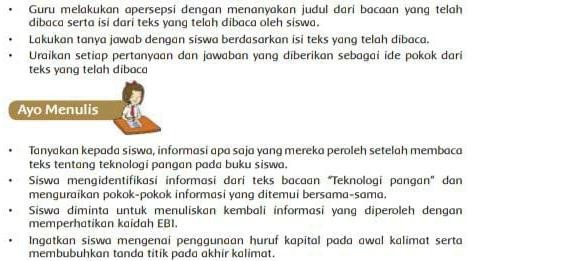 • Guru melakukan apersepsi dengan menanyakan judul dari bacaan yang telah
dibaca serta isi dari teks yang telah dibaca oleh siswa.
• Lakukan tanya jawab dengan siswa berdasarkan isi teks yang telah dibaca.
• Uraikan setiap pertanyaan dan jawaban yang diberikan sebagai ide pokok dari
teks yang telah dibaca
Ayo Menulis
• Tanyakan kepada siswa, informasi apa saja yang mereka peroleh setelah membaca
teks tentang teknologi pangan pada buku siswa.
• Siswa mengidentifikasi informasi dari teks bacaan "Teknologi pangan" dan
menguraikan pokok-pokok informasi yang ditemui bersama-sama.
• Siswa diminta untuk menuliskan kembali informasi yang diperoleh dengan
memperhatikan kaidah EBI.
• Ingatkan siswa mengenai penggunaan huruf kapital pada awal kalimat serta
membubuhkan tanda titik pada akhir kalimat.